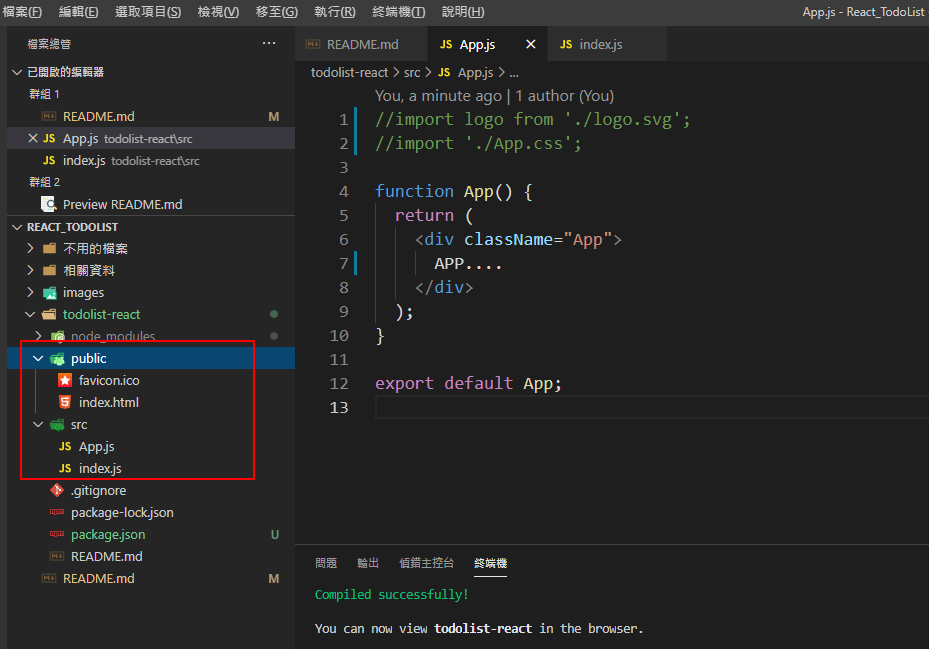 檔案(F) 編輯(E) 選取項目(S) 檢視(V) 移至(G) 執行(R) 終端機(T) 說明(H) App.js - React_TodoList
檔案總管 ...
已開啟的編輯器
群組 1
README.md M
App.js todolist-react\src
index.js todolist-react\src
群組 2
Preview README.md
REACT_TODOLIST
不用的檔案
相關資料
images
todolist-react
node_modules
public
favicon.ico
index.html
src
App.js
index.js
.gitignore
package-lock.json
package.json U
README.md
README.md M
README.md JS App.js JS index.js
todolist-react > src > JS App.js > ...
You, a minute ago | 1 author (You)
1 //import logo from './logo.svg';
2 //import './App.css';
3
4 function App() {
5 return (
6 <div className="App">
7 APP....
8 </div>
9 );
10 }
11
12 export default App;
13
問題 輸出 偵錯主控台 終端機
Compiled successfully!
You can now view todolist-react in the browser.